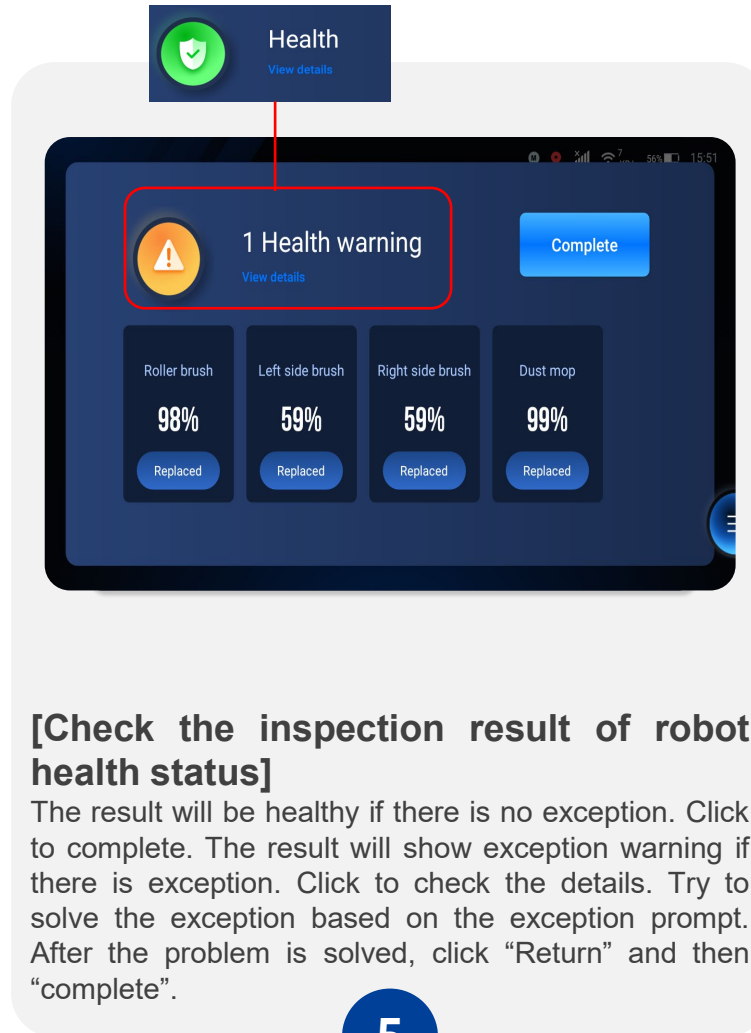 Health
View details
56% 15:51
1 Health warning
View details
Complete
Roller brush Left side brush Right side brush Dust mop
98% 59% 59% 99%
Replaced Replaced Replaced Replaced
[Check the inspection result of robot
health status]
The result will be healthy if there is no exception. Click
to complete. The result will show exception warning if
there is exception. Click to check the details. Try to
solve the exception based on the exception prompt.
After the problem is solved, click “Return” and then
“complete”.
5